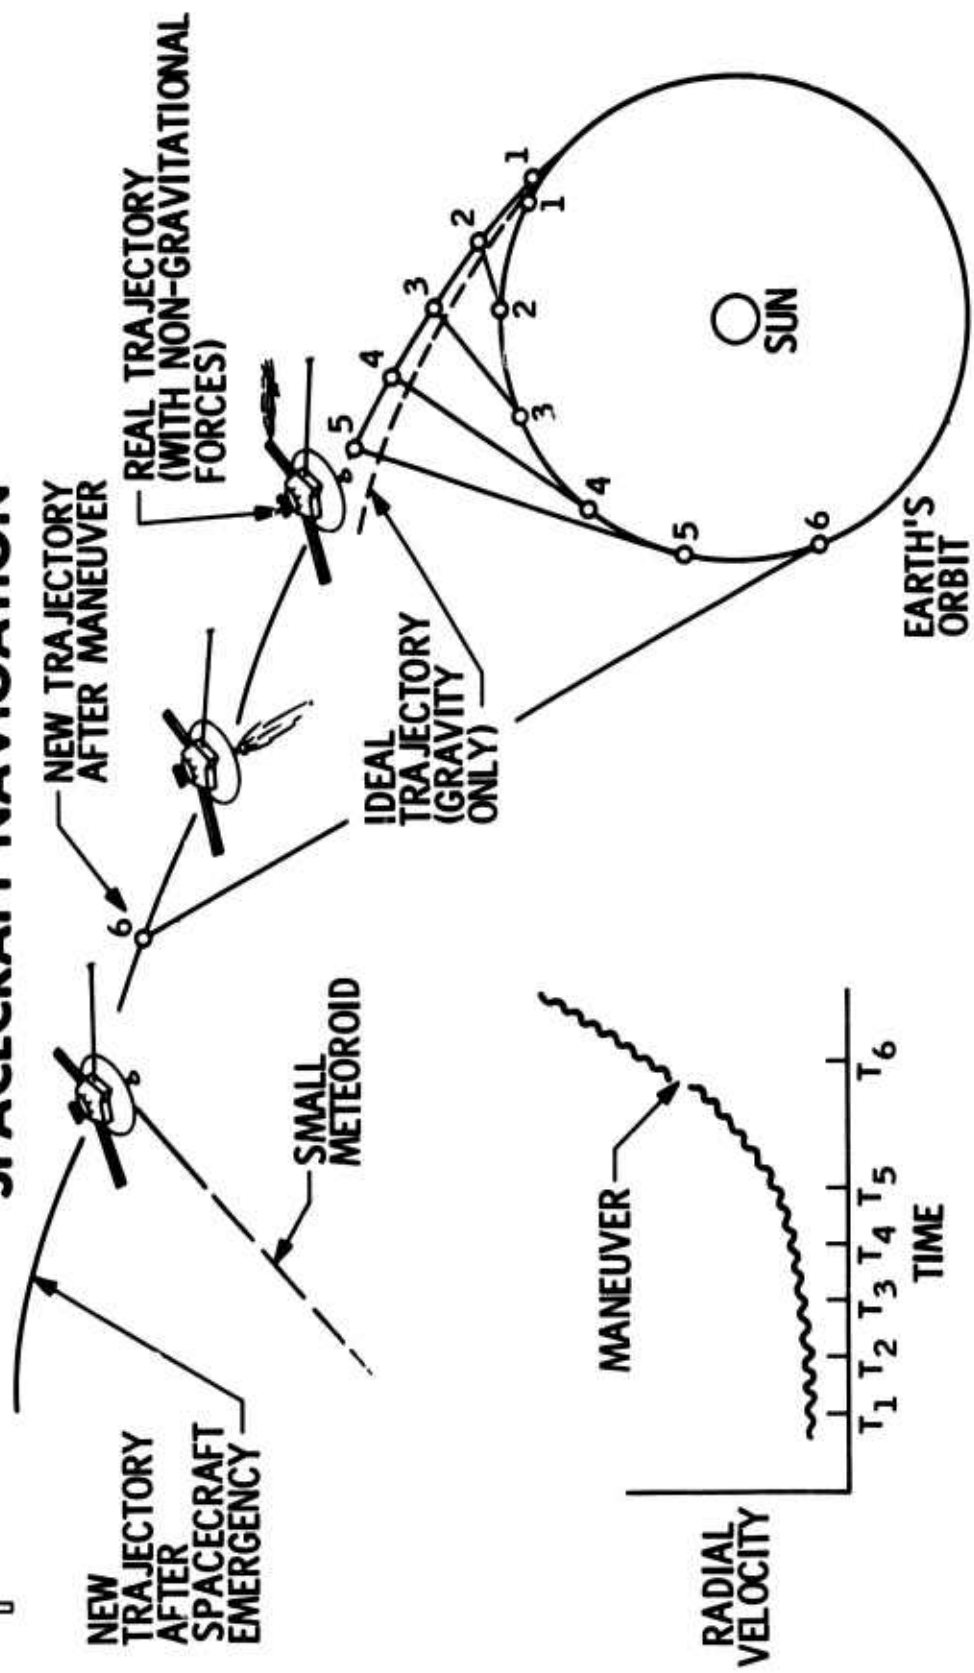 SPACECRAFT NAVIGATION
NEW TRAJECTORY
AFTER MANEUVER
REAL TRAJECTORY
(WITH NON-GRAVITATIONAL
FORCES)
NEW
TRAJECTORY
AFTER
SPACECRAFT
EMERGENCY
6
SMALL
METEOROID
IDEAL
TRAJECTORY
(GRAVITY
ONLY)
5
4
3
2
1
1
2
3
4
5
6
SUN
EARTH'S
ORBIT
MANEUVER
RADIAL
VELOCITY
T1 T2 T3 T4 T5 T6
TIME